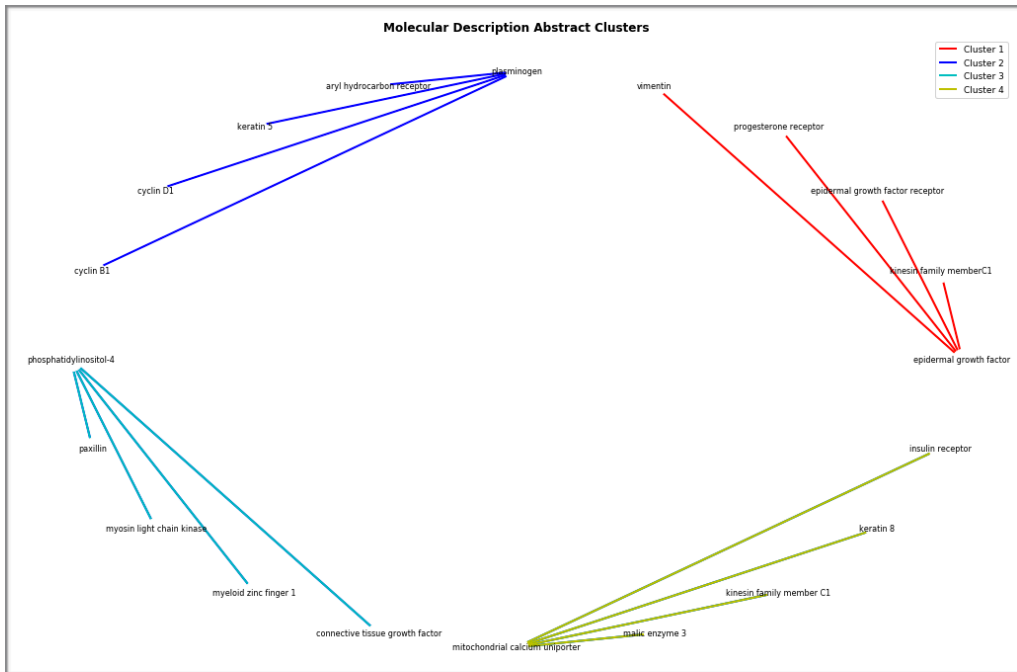 Molecular Description Abstract Clusters
Cluster 1
Cluster 2
Cluster 3
Cluster 4
plasminogen
aryl hydrocarbon receptor
vimentin
keratin 5
progesterone receptor
cyclin D1
epidermal growth factor receptor
cyclin B1
kinesin family memberC1
phosphatidylinositol-4
epidermal growth factor
paxillin
insulin receptor
myosin light chain kinase
keratin 8
myeloid zinc finger 1
kinesin family member C1
connective tissue growth factor
malic enzyme 3
mitochondrial calcium uniporter